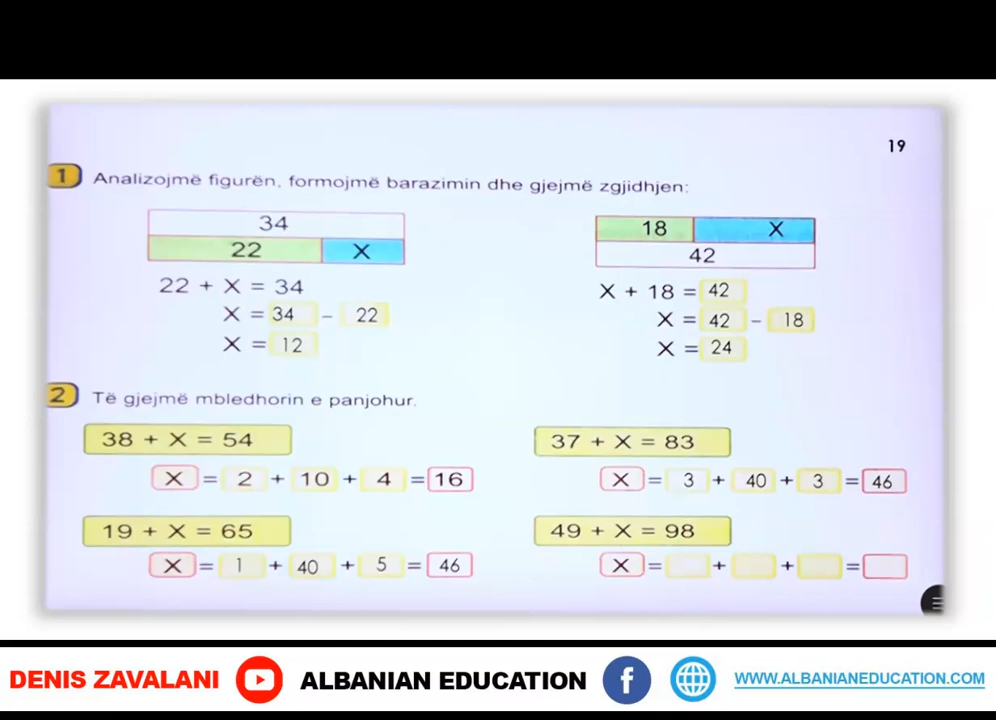 19
1 Analizojmë figurën, formojmë barazimin dhe gjejmë zgjidhjen:
34
22 X
22 + X = 34
X = 34 - 22
X = 12
18 X
42
X + 18 = 42
X = 42 - 18
X = 24
2 Të gjejmë mbledhorin e panjohur.
38 + X = 54
X = 2 + 10 + 4 = 16
37 + X = 83
X = 3 + 40 + 3 = 46
19 + X = 65
X = 1 + 40 + 5 = 46
49 + X = 98
X = + + =
DENIS ZAVALANI ALBANIAN EDUCATION f WWW.ALBANIANEDUCATION.COM